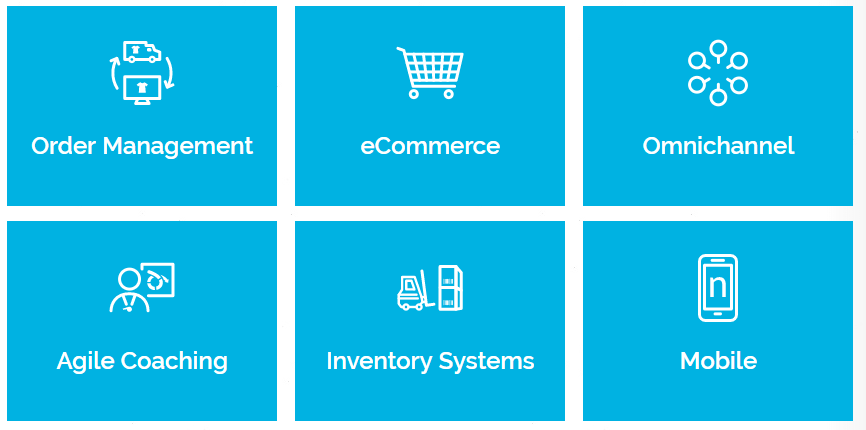 Order Management
eCommerce
Omnichannel
Agile Coaching
Inventory Systems
n
Mobile